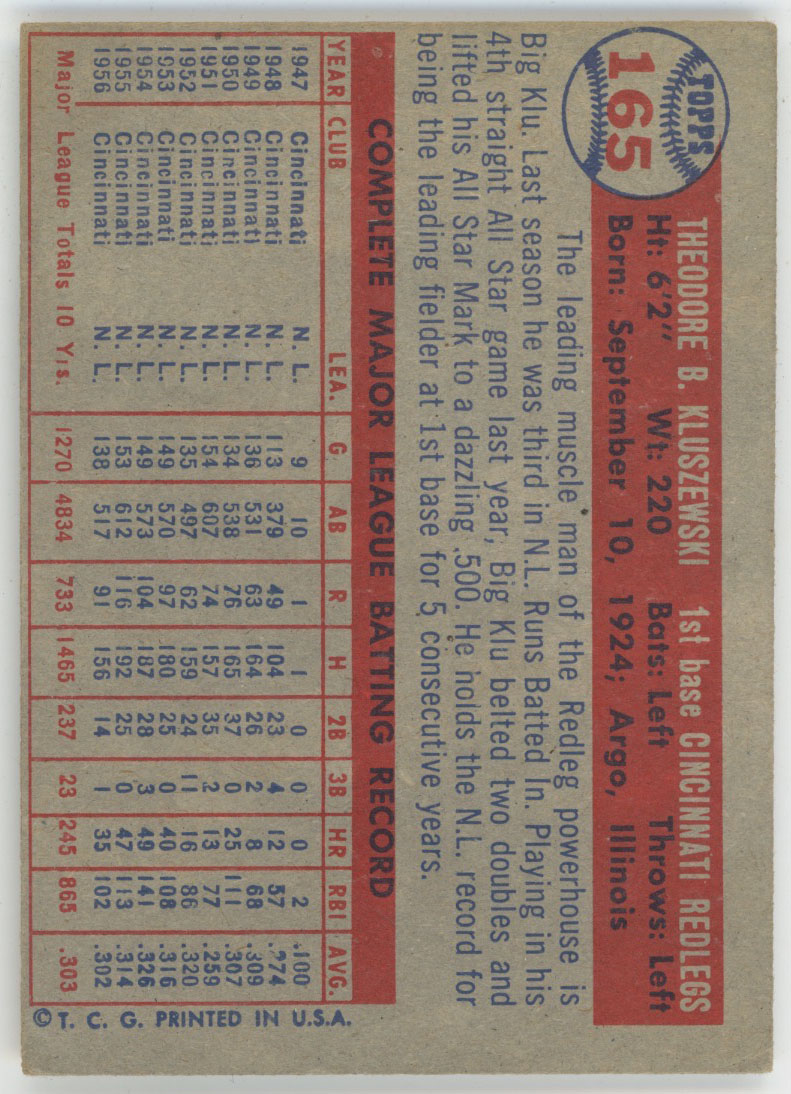 TOPPS
165
THEODORE B. KLUSZEWSKI 1st base CINCINNATI REDLEGS
Ht: 6'2" Wt: 220 Bats: Left Throws: Left
Born: September 10, 1924; Argo, Illinois
The leading muscle man of the Redleg powerhouse is
Big Klu. Last season he was third in N.L. Runs Batted In. Playing in his
4th straight All Star game last year, Big Klu belted two doubles and
lifted his All Star Mark to a dazzling .500. He holds the N.L. record for
being the leading fielder at 1st base for 5 consecutive years.
COMPLETE MAJOR LEAGUE BATTING RECORD
YEAR CLUB LEA. G AB R H 2B 3B HR RBI AVG.
1947 Cincinnati N. L. 9 10 1 1 0 0 0 2 .100
1948 Cincinnati N. L. 113 379 49 104 23 4 12 57 .274
1949 Cincinnati N. L. 136 531 63 164 26 2 8 68 .309
1950 Cincinnati N. L. 134 538 76 165 37 0 25 111 .307
1951 Cincinnati N. L. 154 607 74 157 35 2 13 77 .259
1952 Cincinnati N. L. 135 497 62 159 24 11 16 86 .320
1953 Cincinnati N. L. 149 570 97 180 25 0 40 108 .316
1954 Cincinnati N. L. 149 573 104 187 28 3 49 141 .326
1955 Cincinnati N. L. 153 612 116 192 25 0 47 113 .314
1956 Cincinnati N. L. 138 517 91 156 14 1 35 102 .302
Major League Totals 10 Yrs. 1270 4834 733 1465 237 23 245 865 .303
© T. C. G. PRINTED IN U.S.A.